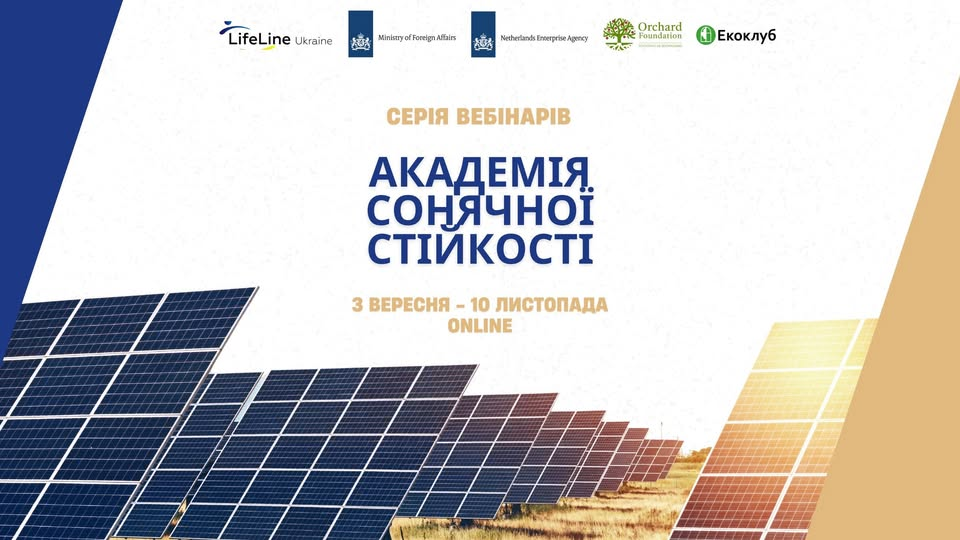 LifeLine Ukraine
Ministry of Foreign Affairs
Netherlands Enterprise Agency
Orchard
Foundation
Екоклуб
СЕРІЯ ВЕБІНАРІВ
АКАДЕМІЯ
СОНЯЧНОЇ
СТІЙКОСТІ
3 ВЕРЕСНЯ – 10 ЛИСТОПАДА
ONLINE